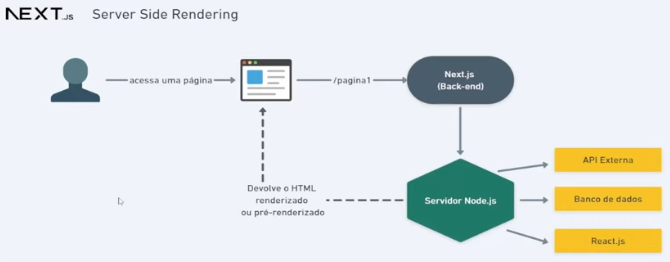 NEXT.JS Server Side Rendering
acessa uma página
/pagina1
Next.js
(Back-end)
API Externa
Devolve o HTML
renderizado
ou pré-renderizado
Servidor Node.js
Banco de dados
React.js